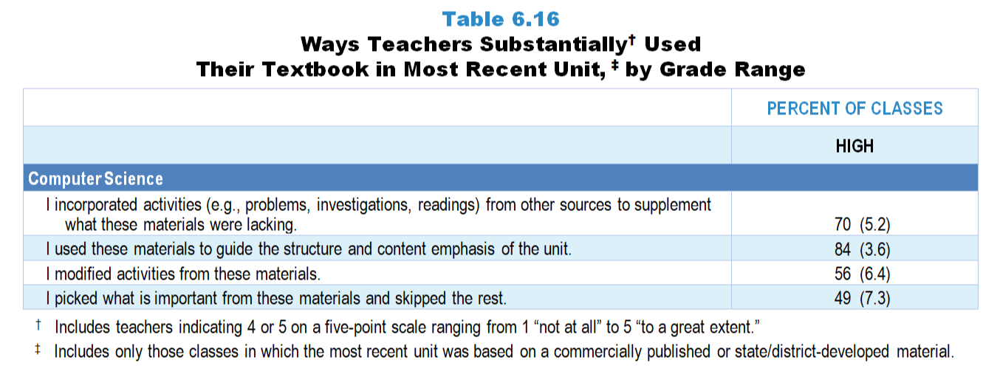 Table 6.16
Ways Teachers Substantially† Used
Their Textbook in Most Recent Unit,‡ by Grade Range
PERCENT OF CLASSES
HIGH
Computer Science
I incorporated activities (e.g., problems, investigations, readings) from other sources to supplement
what these materials were lacking. 70 (5.2)
I used these materials to guide the structure and content emphasis of the unit. 84 (3.6)
I modified activities from these materials. 56 (6.4)
I picked what is important from these materials and skipped the rest. 49 (7.3)
† Includes teachers indicating 4 or 5 on a five-point scale ranging from 1 “not at all” to 5 “to a great extent.”
‡ Includes only those classes in which the most recent unit was based on a commercially published or state/district-developed material.